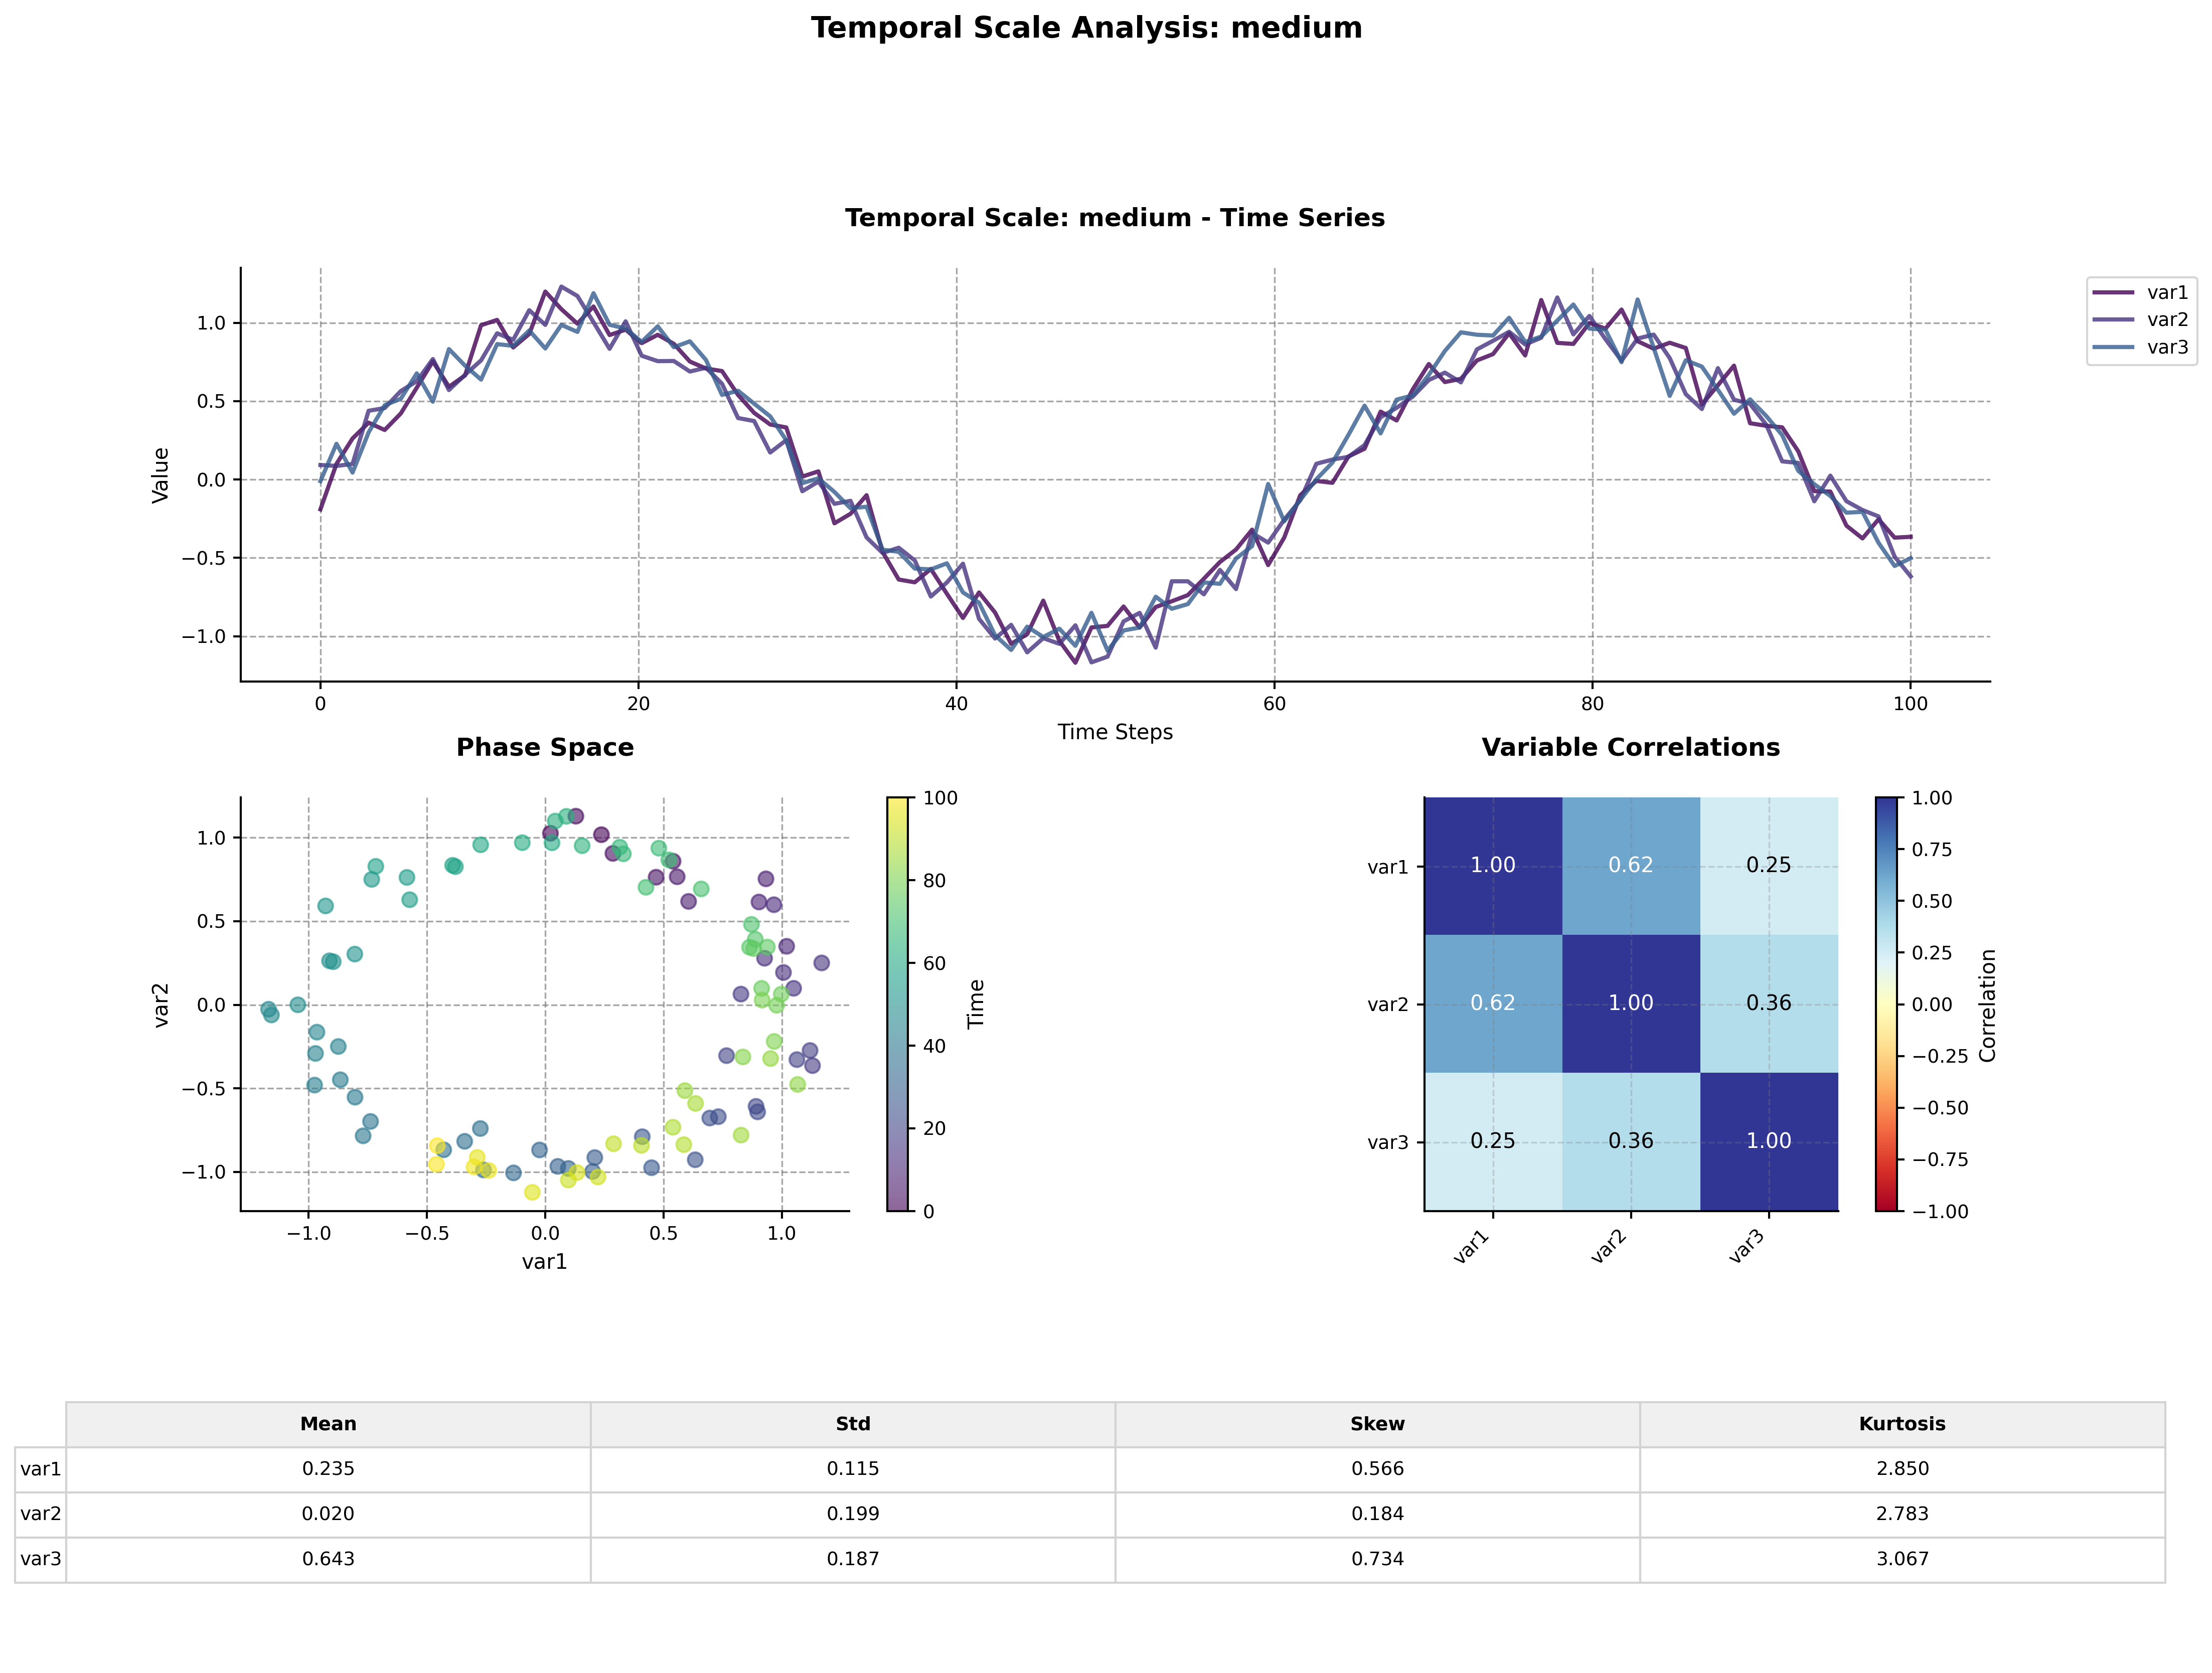 Temporal Scale Analysis: medium
Temporal Scale: medium - Time Series
Value
1.0
0.5
0.0
−0.5
−1.0
0 20 40 60 80 100
Time Steps
var1
var2
var3
Phase Space
var2
1.0
0.5
0.0
−0.5
−1.0
−1.0 −0.5 0.0 0.5 1.0
var1
100
80
60
40
20
0
Time
Variable Correlations
var1 1.00 0.62 0.25
var2 0.62 1.00 0.36
var3 0.25 0.36 1.00
var1 var2 var3
1.00
0.75
0.50
0.25
0.00
−0.25
−0.50
−0.75
−1.00
Correlation
Mean Std Skew Kurtosis
var1 0.235 0.115 0.566 2.850
var2 0.020 0.199 0.184 2.783
var3 0.643 0.187 0.734 3.067